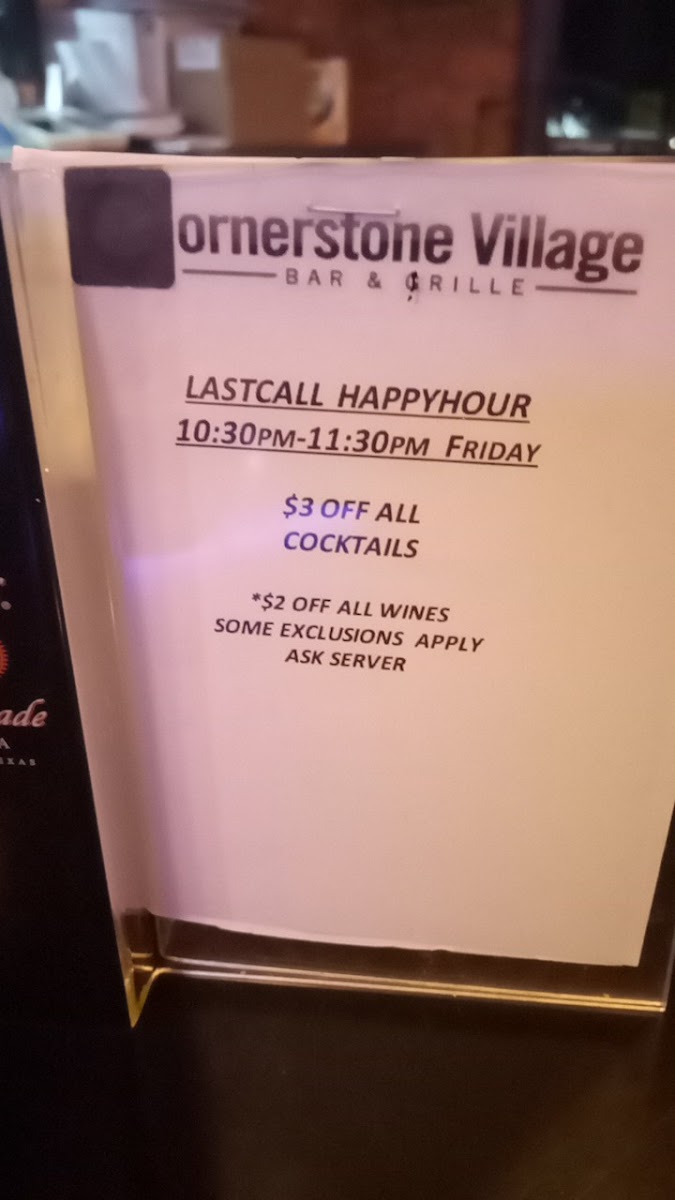 ornerstone Village
BAR & GRILLE
LASTCALL HAPPYHOUR
10:30PM-11:30PM FRIDAY
$3 OFF ALL
COCKTAILS
*$2 OFF ALL WINES
SOME EXCLUSIONS APPLY
ASK SERVER
ade